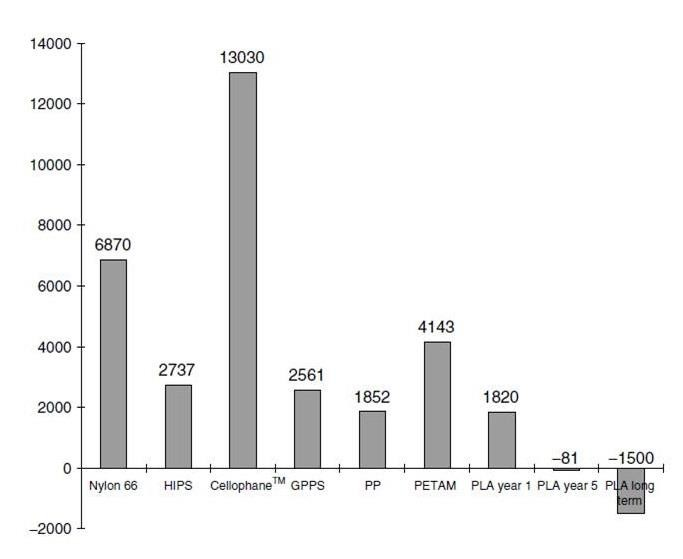 14000
12000
10000
8000
6000
4000
2000
0
−2000
6870
2737
13030
2561
1852
4143
1820
−81
−1500
Nylon 66
HIPS
Cellophane™
GPPS
PP
PETAM
PLA year 1
PLA year 5
PLA long
term